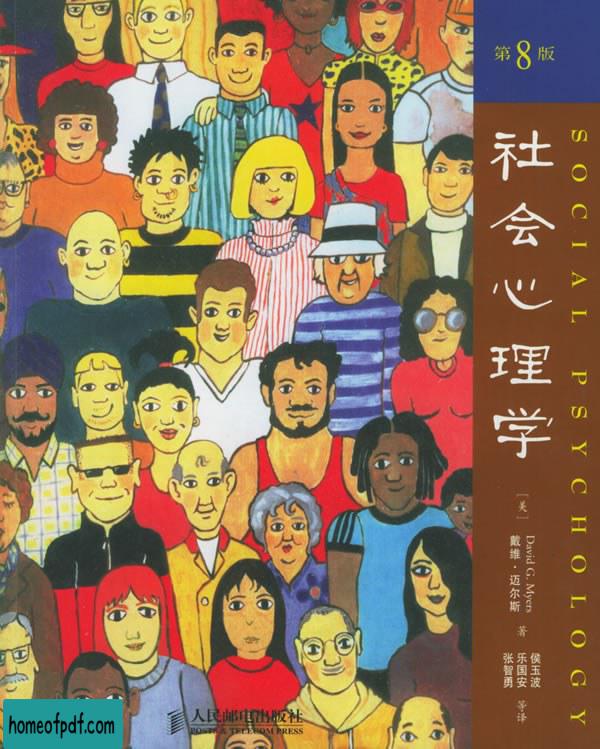 第8版
社会心理学
SOCIAL PSYCHOLOGY
[美]
David G. Myers
戴维·迈尔斯 著
侯玉波
乐国安
张智勇
等译
人民邮电出版社
POSTS & TELECOM PRESS
homeofpdf.com